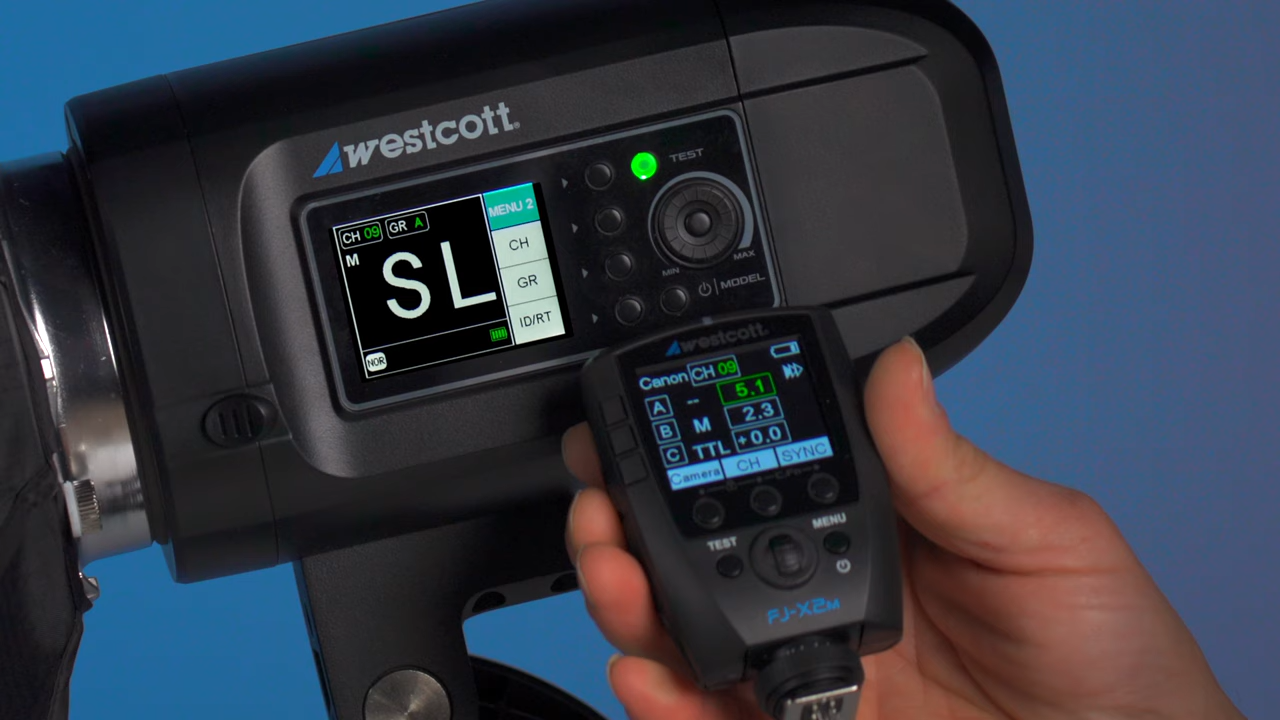 westcott
CH 09 GR A
MENU 2
M
SL
CH
GR
ID/RT
NOR
TEST
MIN
MAX
MODEL
westcott
Canon CH 09
A -- 5.1
B M 2.3
C TTL +0.0
Camera CH SYNC
TEST
MENU
FJ-X2M